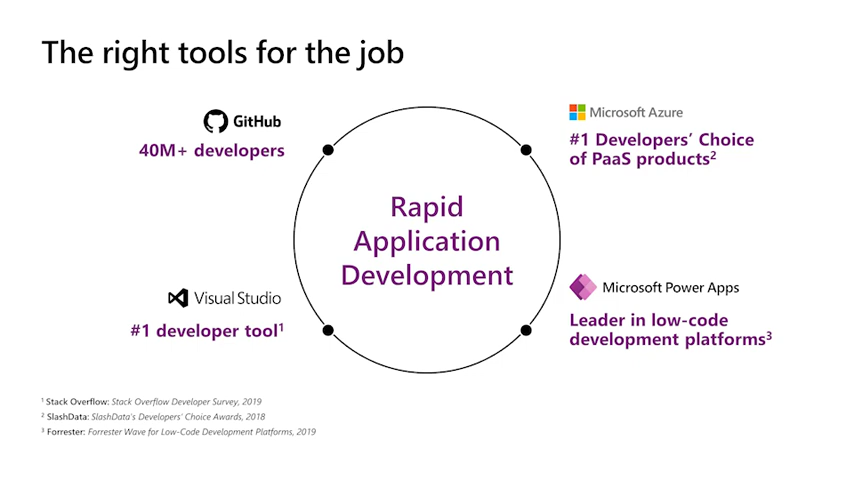 The right tools for the job
GitHub
40M+ developers
Microsoft Azure
#1 Developers' Choice
of PaaS products²
Rapid
Application
Development
Visual Studio
#1 developer tool¹
Microsoft Power Apps
Leader in low-code
development platforms³
¹ Stack Overflow: Stack Overflow Developer Survey, 2019
² SlashData: SlashData's Developers' Choice Awards, 2018
³ Forrester: Forrester Wave for Low-Code Development Platforms, 2019